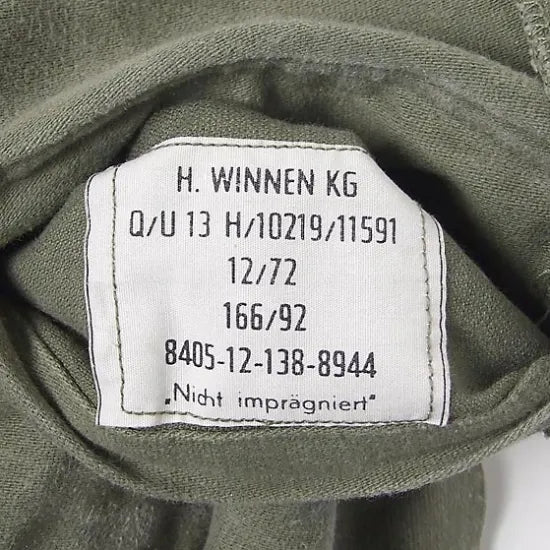 H. WINNEN KG
Q/U 13 H/10219/11591
12/72
166/92
8405-12-138-8944
„Nicht imprägniert"